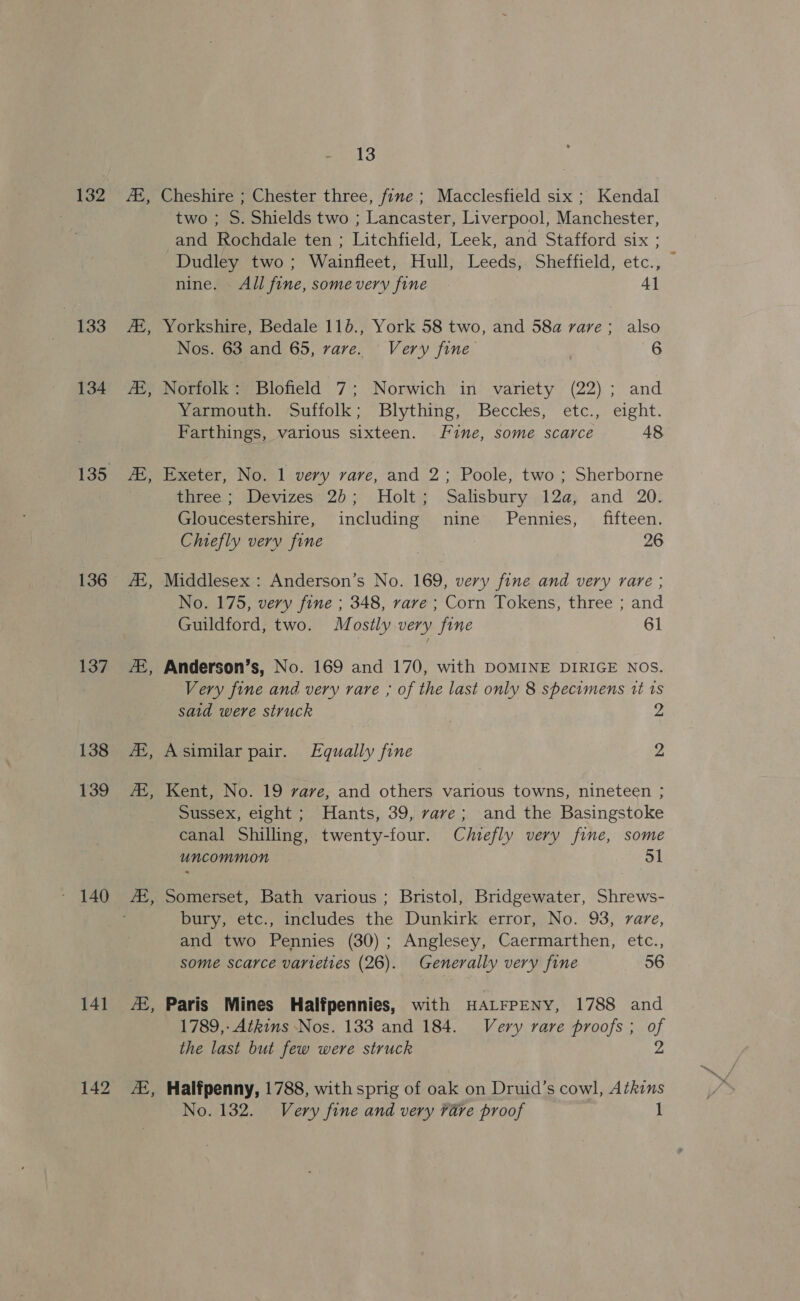 13
132 Æ, Cheshire ; Chester three, fine ; Macclesfield six ; Kendal
two ; S. Shields two ; Lancaster, Liverpool, Manchester,
and Rochdale ten ; Litchfield, Leek, and Stafford six ;
Dudley two ; Wainfleet, Hull, Leeds, Sheffield, etc.,
nine. All fine, some very fine 41
133 Æ, Yorkshire, Bedale 11b., York 58 two, and 58a rare ; also
Nos. 63 and 65, rare. Very fine 6
134 Æ, Norfolk : Blofield 7 ; Norwich in variety (22) ; and
Yarmouth. Suffolk ; Blything, Beccles, etc., eight.
Farthings, various sixteen. Fine, some scarce 48
135 Æ, Exeter, No. 1 very rare, and 2 ; Poole, two ; Sherborne
three ; Devizes 2b ; Holt ; Salisbury 12a, and 20.
Gloucestershire, including nine Pennies, fifteen.
Chiefly very fine 26
136 Æ, Middlesex : Anderson's No. 169, very fine and very rare ;
No. 175, very fine ; 348, rare ; Corn Tokens, three ; and
Guildford, two. Mostly very fine 61
137 Æ, Anderson's, No. 169 and 170, with DOMINE DIRIGE NOS.
Very fine and very rare ; of the last only 8 specimens it is
said were struck 2
138 Æ, A similar pair. Equally fine 2
139 Æ, Kent, No. 19 rare, and others various towns, nineteen ;
Sussex, eight ; Hants, 39, rare ; and the Basingstoke
canal Shilling, twenty-four. Chiefly very fine, some
uncommon 51
140 Æ, Somerset, Bath various ; Bristol, Bridgewater, Shrews-
bury, etc., includes the Dunkirk error, No. 93, rare,
and two Pennies (30) ; Anglesey, Caermarthen, etc.,
some scarce varieties (26). Generally very fine 56
141 Æ, Paris Mines Halfpennies, with HALFPENY, 1788 and
1789, Atkins Nos. 133 and 184. Very rare proofs ; of
the last but few were struck 2
142 Æ, Halfpenny, 1788, with sprig of oak on Druid's cowl, Atkins
No. 132. Very fine and very rare proof 1